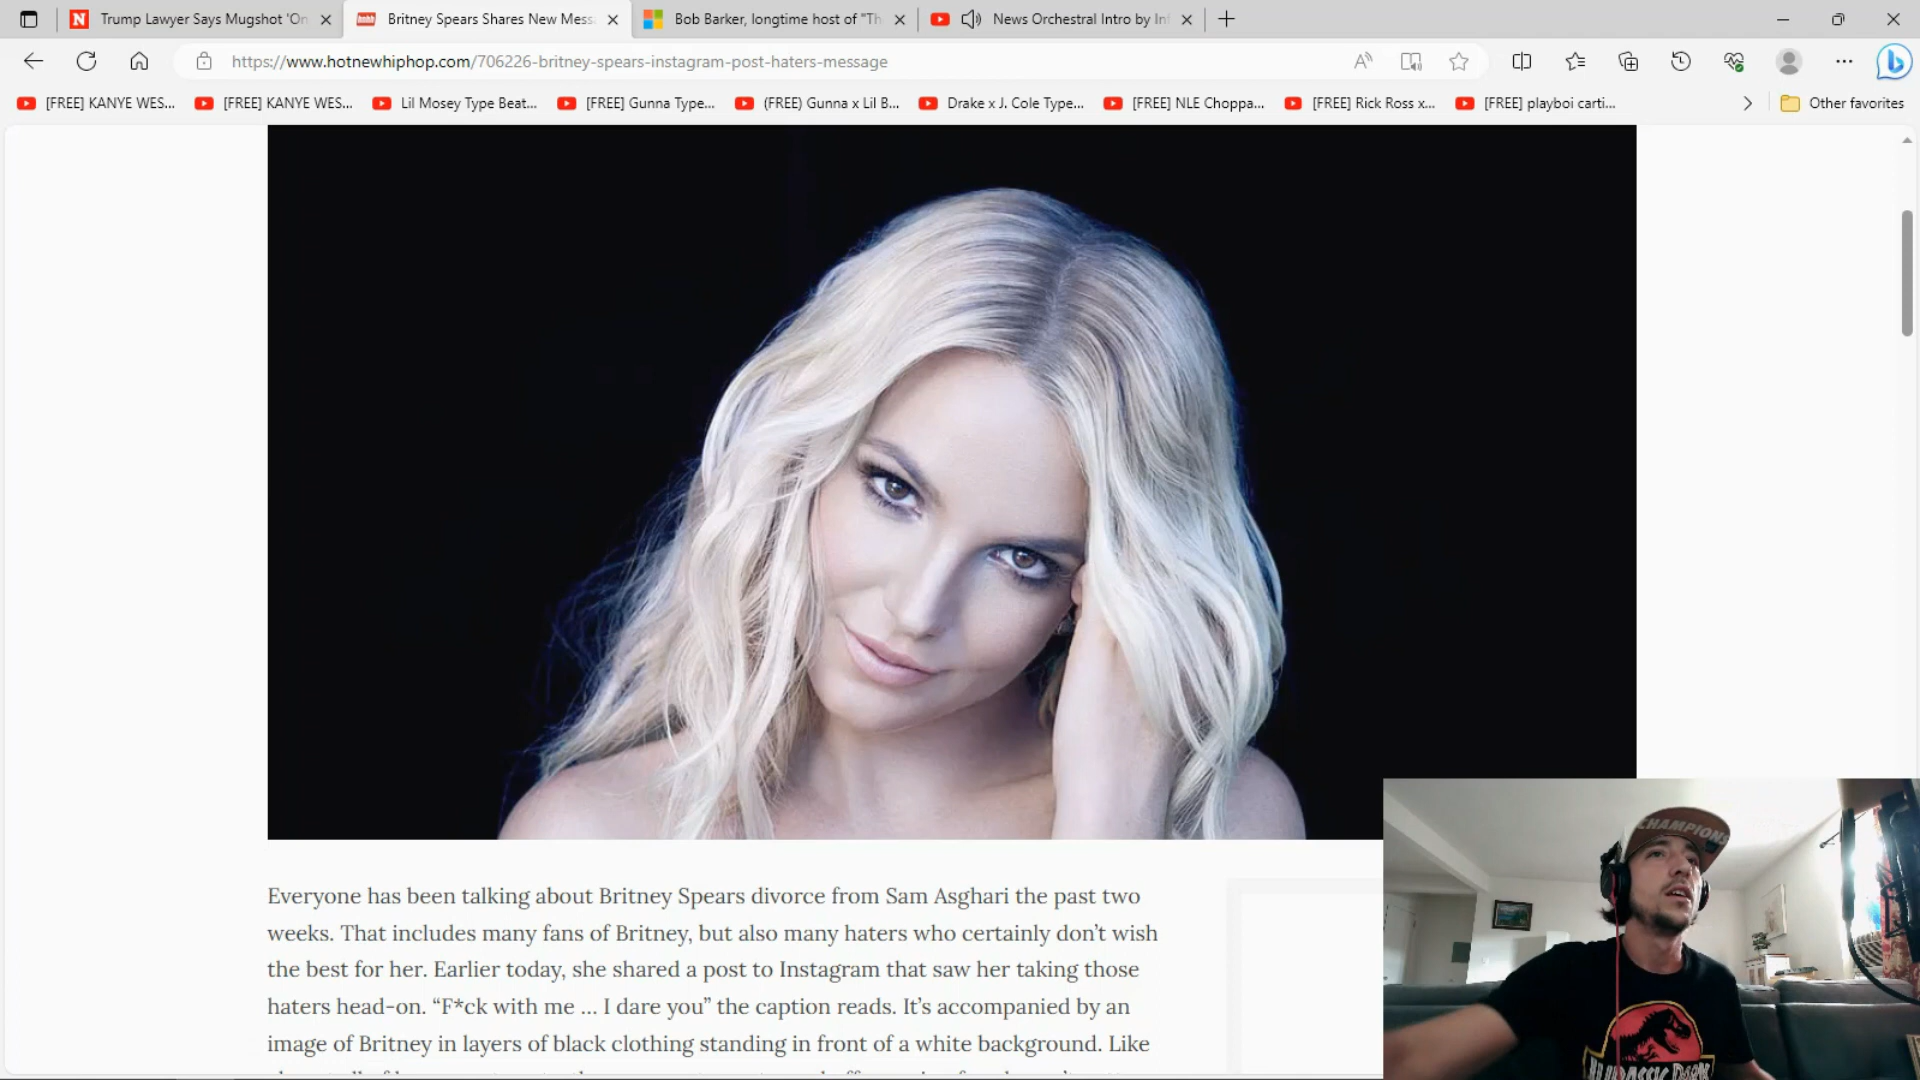 Trump Lawyer Says Mugshot 'On
Britney Spears Shares New Mess
Bob Barker, longtime host of "Th
News Orchestral Intro by Inf
https://www.hotnewhiphop.com/706226-britney-spears-instagram-post-haters-message
[FREE] KANYE WES...
[FREE] KANYE WES...
Lil Mosey Type Beat...
[FREE] Gunna Type...
(FREE) Gunna x Lil B...
Drake x J. Cole Type...
[FREE] NLE Choppa...
[FREE] Rick Ross x...
[FREE] playboi carti...
Other favorites
Everyone has been talking about Britney Spears divorce from Sam Asghari the past two
weeks. That includes many fans of Britney, but also many haters who certainly don’t wish
the best for her. Earlier today, she shared a post to Instagram that saw her taking those
haters head-on. “F*ck with me … I dare you” the caption reads. It’s accompanied by an
image of Britney in layers of black clothing standing in front of a white background. Like
CHAMPIONS
JURASSIC PARK